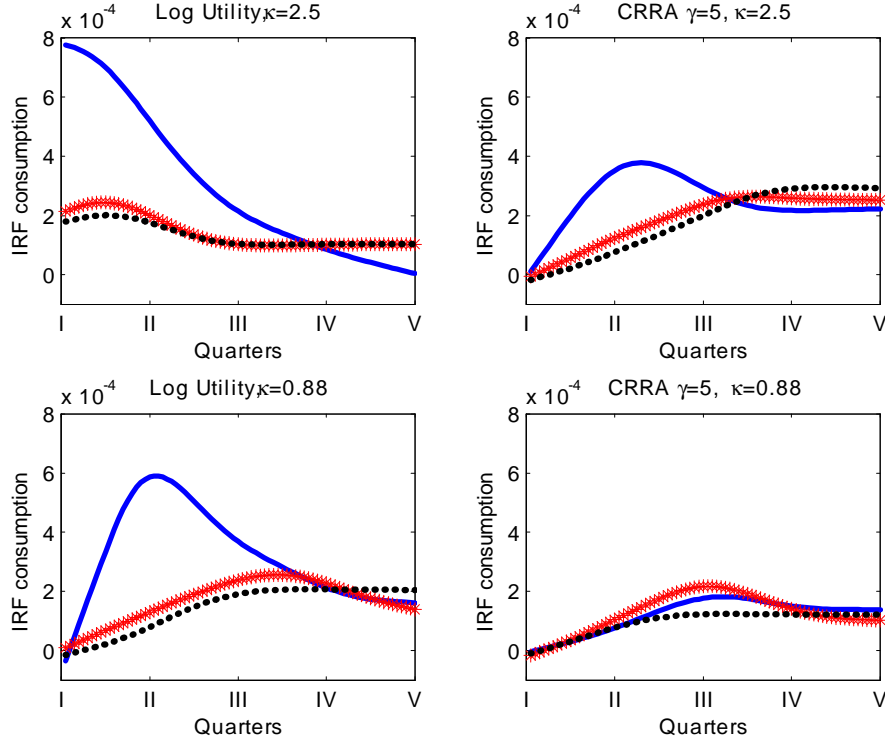 x 10-4
Log Utility,κ=2.5
8
6
4
2
0
IRF consumption
I
II
III
IV
V
Quarters
x 10-4
CRRA γ=5, κ=2.5
8
6
4
2
0
IRF consumption
I
II
III
IV
V
Quarters
x 10-4
Log Utility,κ=0.88
8
6
4
2
0
IRF consumption
I
II
III
IV
V
Quarters
x 10-4
CRRA γ=5, κ=0.88
8
6
4
2
0
IRF consumption
I
II
III
IV
V
Quarters